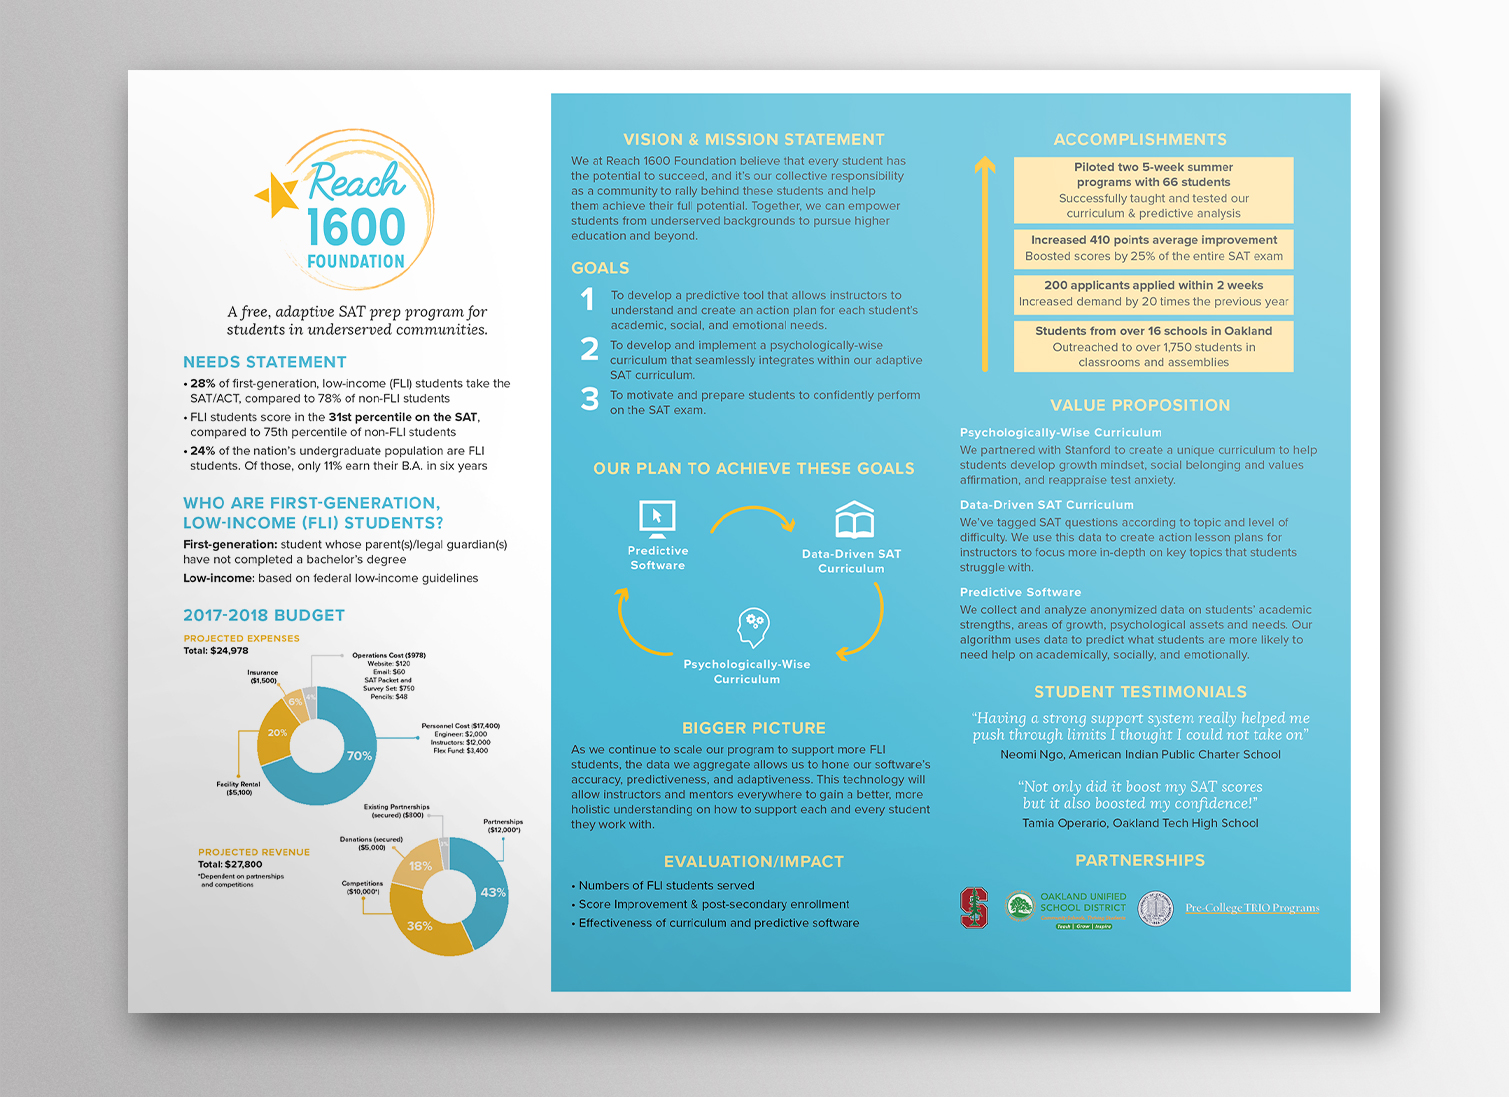 Reach
1600
FOUNDATION
A free, adaptive SAT prep program for
students in underserved communities.
NEEDS STATEMENT
• 28% of first-generation, low-income (FLI) students take the
SAT/ACT, compared to 78% of non-FLI students
• FLI students score in the 31st percentile on the SAT,
compared to 75th percentile of non-FLI students
• 24% of the nation's undergraduate population are FLI
students. Of those, only 11% earn their B.A. in six years
WHO ARE FIRST-GENERATION,
LOW-INCOME (FLI) STUDENTS?
First-generation: student whose parent(s)/legal guardian(s)
have not completed a bachelor's degree
Low-income: based on federal low-income guidelines
2017-2018 BUDGET
PROJECTED EXPENSES
Total: $24,978
Operations Cost ($978)
Website: $120
Email: $60
SAT Packet and
Survey Set: $750
Pencils: $48
Insurance
($1,500)
6%
4%
20%
70%
Personnel Cost ($17,400)
Engineer: $2,000
Instructors: $12,000
Flex Fund: $3,400
Facility Rental
($5,100)
Existing Partnerships
(secured) ($800)
Partnerships
($12,000*)
Donations (secured)
($5,000)
PROJECTED REVENUE
Total: $27,800
*Dependent on partnerships
and competitions
Competitions
($10,000*)
3%
18%
43%
36%
VISION & MISSION STATEMENT
We at Reach 1600 Foundation believe that every student has
the potential to succeed, and it's our collective responsibility
as a community to rally behind these students and help
them achieve their full potential. Together, we can empower
students from underserved backgrounds to pursue higher
education and beyond.
GOALS
1 To develop a predictive tool that allows instructors to
understand and create an action plan for each student's
academic, social, and emotional needs.
2 To develop and implement a psychologically-wise
curriculum that seamlessly integrates within our adaptive
SAT curriculum.
3 To motivate and prepare students to confidently perform
on the SAT exam.
OUR PLAN TO ACHIEVE THESE GOALS
Predictive
Software
Data-Driven SAT
Curriculum
Psychologically-Wise
Curriculum
BIGGER PICTURE
As we continue to scale our program to support more FLI
students, the data we aggregate allows us to hone our software's
accuracy, predictiveness, and adaptiveness. This technology will
allow instructors and mentors everywhere to gain a better, more
holistic understanding on how to support each and every student
they work with.
EVALUATION/IMPACT
• Numbers of FLI students served
• Score Improvement & post-secondary enrollment
• Effectiveness of curriculum and predictive software
ACCOMPLISHMENTS
Piloted two 5-week summer
programs with 66 students
Successfully taught and tested our
curriculum & predictive analysis
Increased 410 points average improvement
Boosted scores by 25% of the entire SAT exam
200 applicants applied within 2 weeks
Increased demand by 20 times the previous year
Students from over 16 schools in Oakland
Outreached to over 1,750 students in
classrooms and assemblies
VALUE PROPOSITION
Psychologically-Wise Curriculum
We partnered with Stanford to create a unique curriculum to help
students develop growth mindset, social belonging and values
affirmation, and reappraise test anxiety.
Data-Driven SAT Curriculum
We've tagged SAT questions according to topic and level of
difficulty. We use this data to create action lesson plans for
instructors to focus more in-depth on key topics that students
struggle with.
Predictive Software
We collect and analyze anonymized data on students' academic
strengths, areas of growth, psychological assets and needs. Our
algorithm uses data to predict what students are more likely to
need help on academically, socially, and emotionally.
STUDENT TESTIMONIALS
"Having a strong support system really helped me
push through limits I thought I could not take on"
Neomi Ngo, American Indian Public Charter School
"Not only did it boost my SAT scores
but it also boosted my confidence!"
Tamia Operario, Oakland Tech High School
PARTNERSHIPS
S
OAKLAND UNIFIED
SCHOOL DISTRICT
Teach | Grow | Inspire
Pre-College TRIO Programs